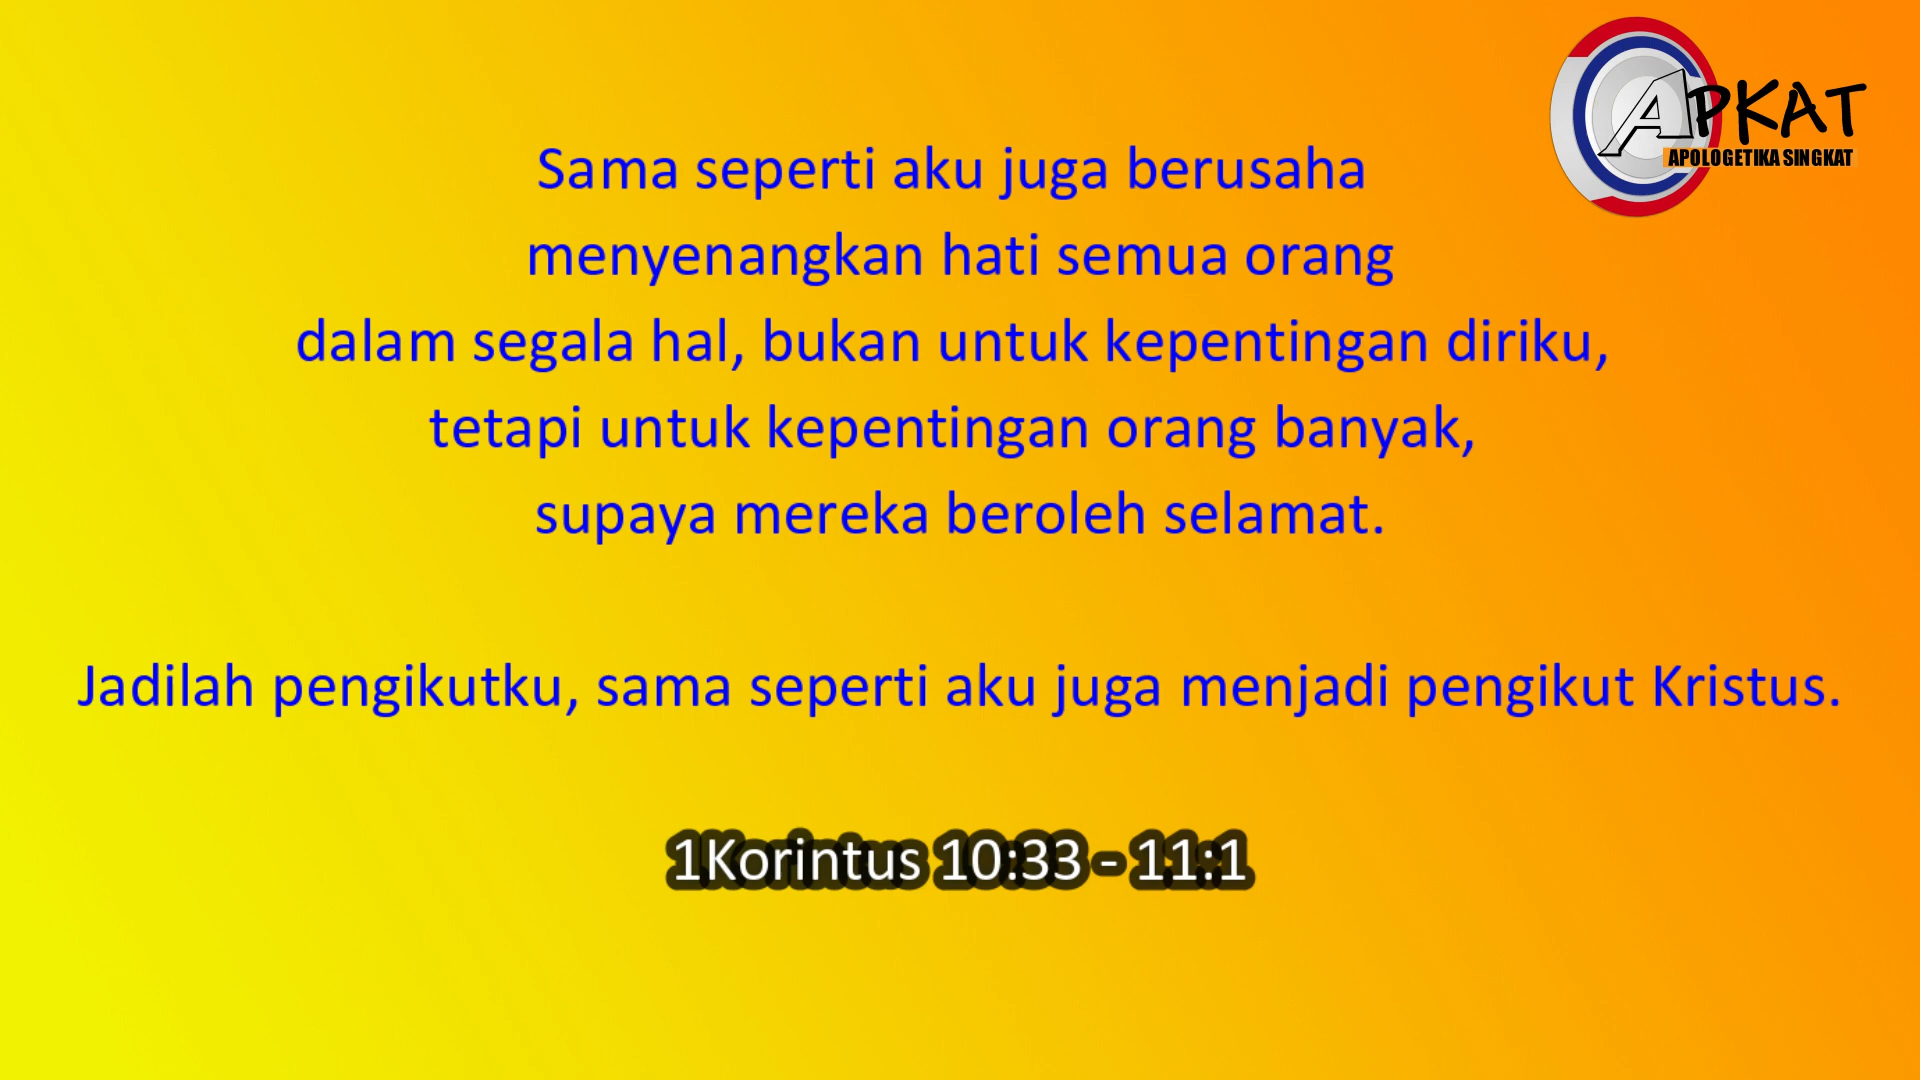 APKAT
APOLOGETIKA SINGKAT
Sama seperti aku juga berusaha
menyenangkan hati semua orang
dalam segala hal, bukan untuk kepentingan diriku,
tetapi untuk kepentingan orang banyak,
supaya mereka beroleh selamat.
Jadilah pengikutku, sama seperti aku juga menjadi pengikut Kristus.
1Korintus 10:33 - 11:1